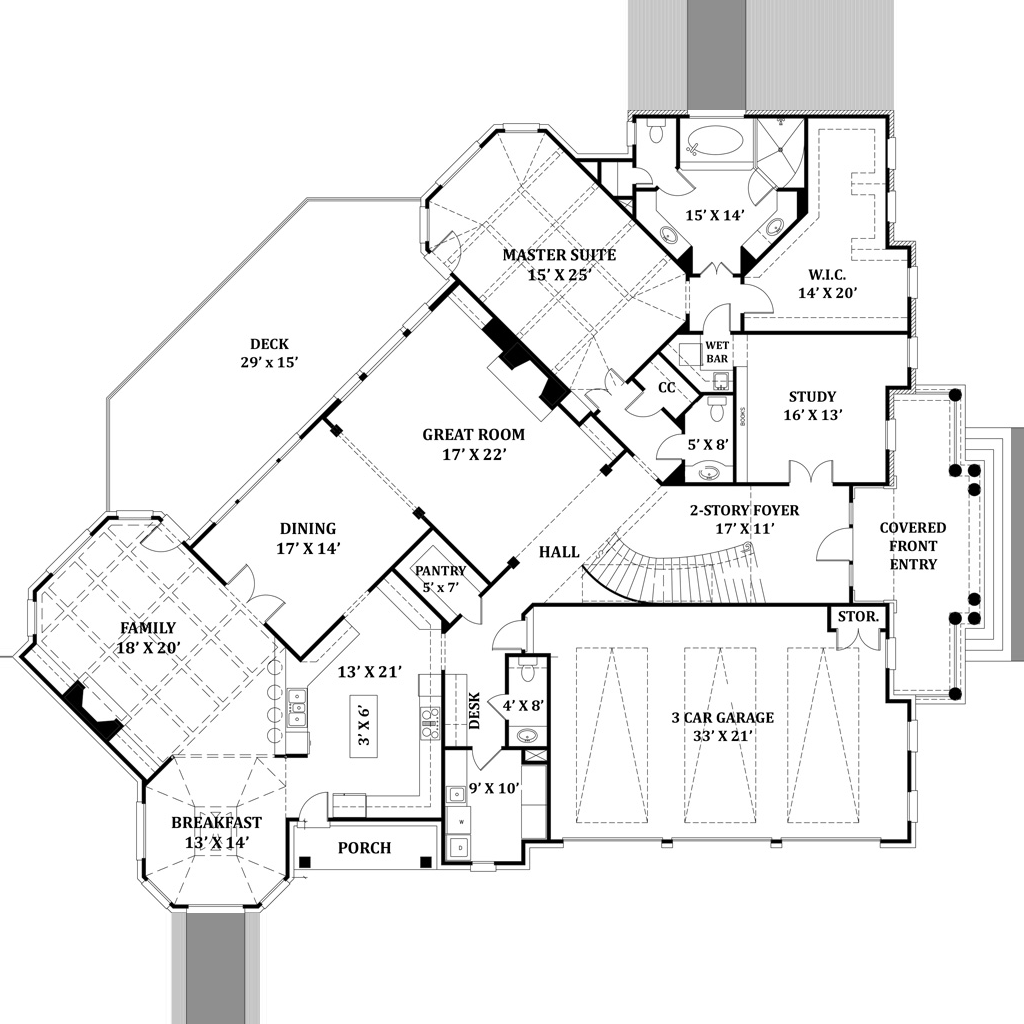 15' X 14'
MASTER SUITE
15' X 25'
W.I.C.
14' X 20'
DECK
29' x 15'
WET
BAR
CC
STUDY
16' X 13'
BOOKS
GREAT ROOM
17' X 22'
5' X 8'
2-STORY FOYER
17' X 11'
DINING
17' X 14'
COVERED
FRONT
ENTRY
HALL
PANTRY
5' x 7'
FAMILY
18' X 20'
STOR.
13' X 21'
3' X 6'
DESK
4' X 8'
3 CAR GARAGE
33' X 21'
9' X 10'
W
D
BREAKFAST
13' X 14'
PORCH